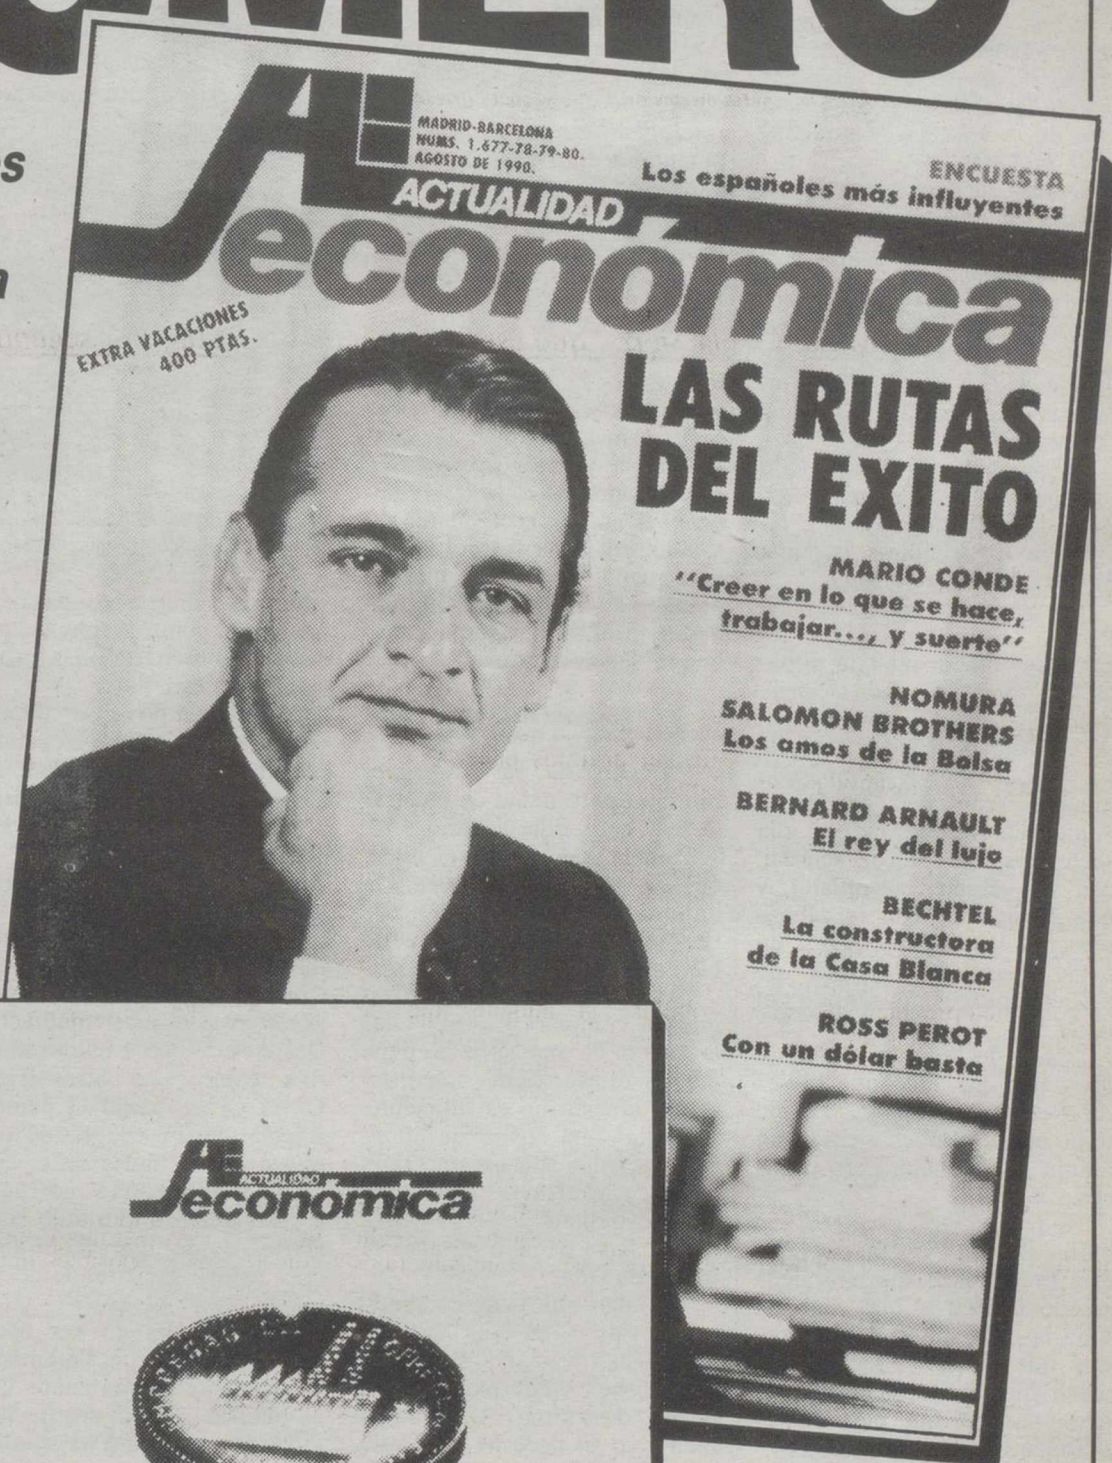 MADRID-BARCELONA
NUMS. 1.677-78-79-80.
AGOSTO DE 1990.
ENCUESTA
Los españoles más influyentes
AE
ACTUALIDAD
económica
EXTRA VACACIONES
400 PTAS.
LAS RUTAS
DEL EXITO
MARIO CONDE
“Creer en lo que se hace,
trabajar..., y suerte”
NOMURA
SALOMON BROTHERS
Los amos de la Bolsa
BERNARD ARNAULT
El rey del lujo
BECHTEL
La constructora
de la Casa Blanca
ROSS PEROT
Con un dólar basta
AE
ACTUALIDAD
económica